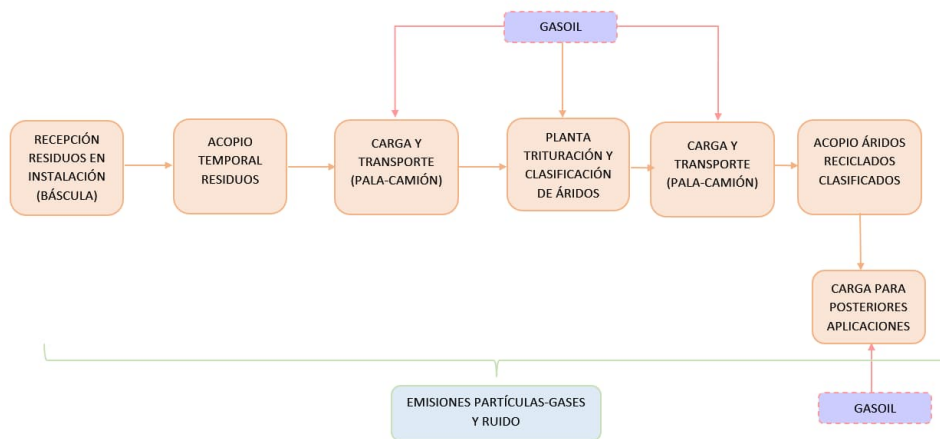 GASOIL
RECEPCIÓN
RESIDUOS EN
INSTALACIÓN
(BÁSCULA)
ACOPIO
TEMPORAL
RESIDUOS
CARGA Y
TRANSPORTE
(PALA-CAMIÓN)
PLANTA
TRITURACIÓN Y
CLASIFICACIÓN
DE ÁRIDOS
CARGA Y
TRANSPORTE
(PALA-CAMIÓN)
ACOPIO ÁRIDOS
RECICLADOS
CLASIFICADOS
CARGA PARA
POSTERIORES
APLICACIONES
EMISIONES PARTÍCULAS-GASES
Y RUIDO
GASOIL